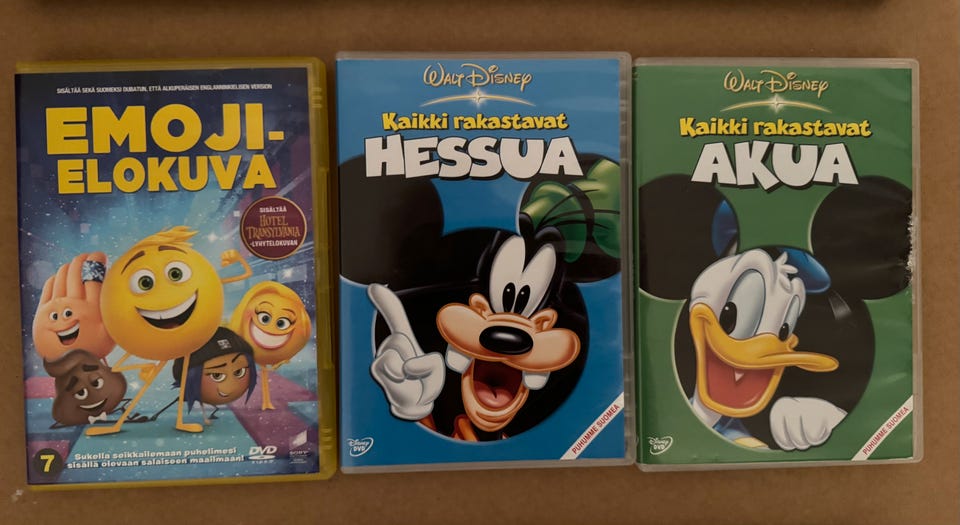 SISÄLTÄÄ SEKÄ SUOMEKSI DUBATUN, ETTÄ ALKUPERÄISEN ENGLANNINKIELISEN VERSION
EMOJI-
ELOKUVA
SISÄLTÄÄ
HOTEL
TRANSYLVANIA
-LYHYTELOKUVAN
7
Sukella seikkailemaan puhelimesi
sisällä olevaan salaiseen maailmaan!
DVD
VIDEO
SONY
WALT DISNEY
Kaikki rakastavat
HESSUA
Disney
DVD
PUHUMME SUOMEA
WALT DISNEY
Kaikki rakastavat
AKUA
Disney
DVD
PUHUMME SUOMEA